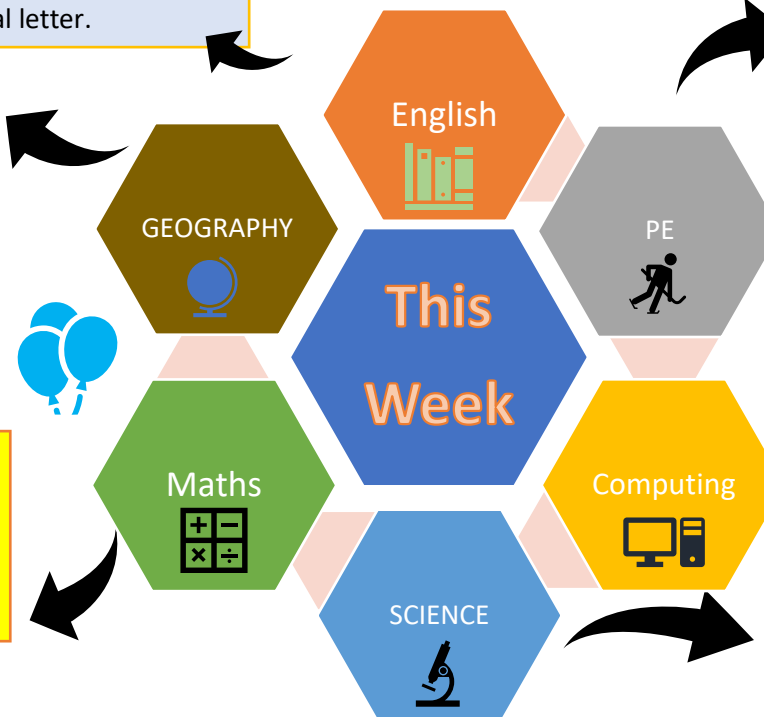 al letter.
English
GEOGRAPHY
PE
This
Week
Maths
Computing
SCIENCE